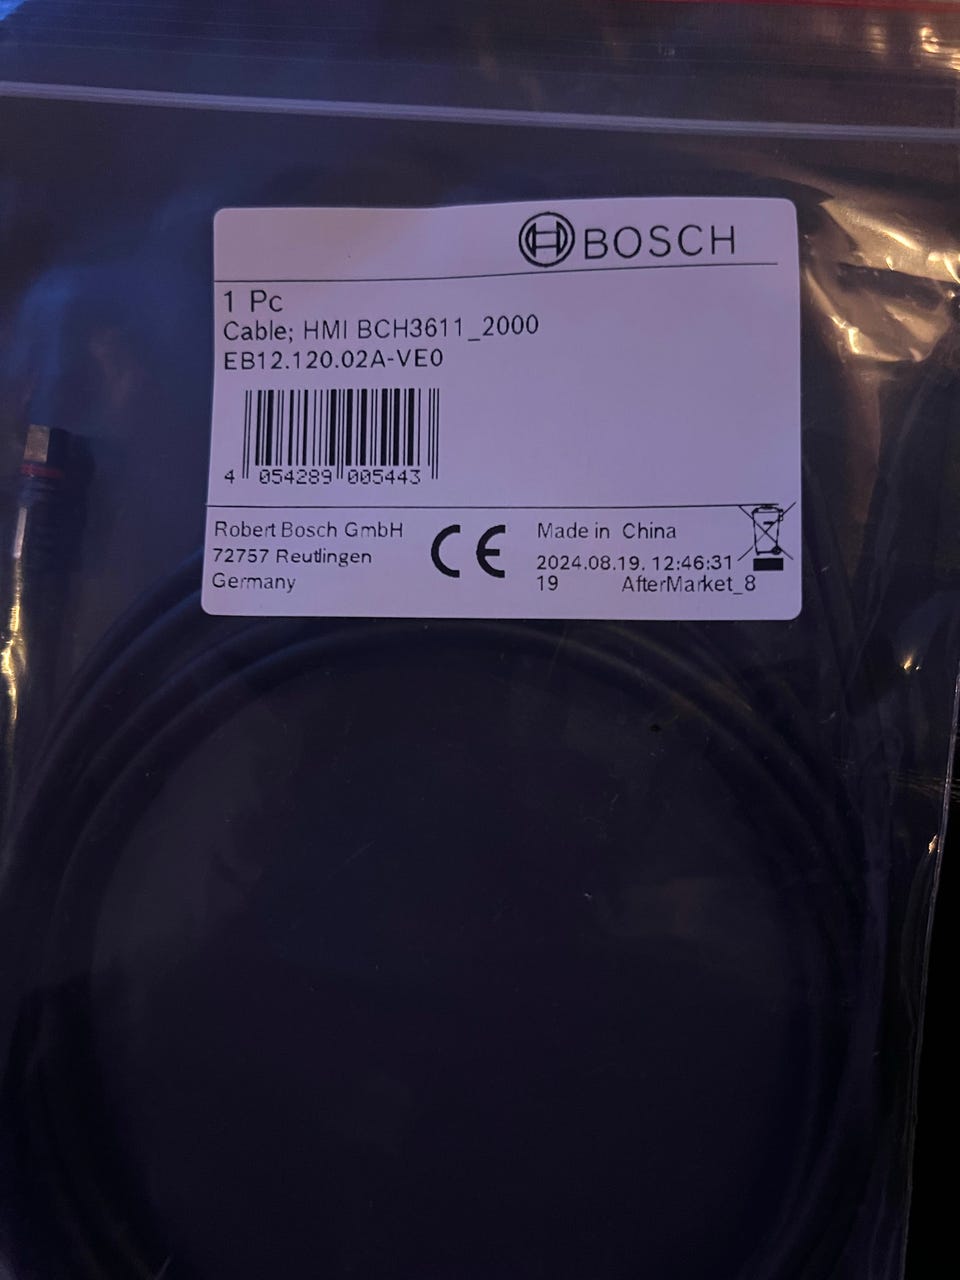 BOSCH
1 Pc
Cable; HMI BCH3611_2000
EB12.120.02A-VE0
4 054289 005443
Robert Bosch GmbH
72757 Reutlingen
Germany
CE
Made in China
2024.08.19. 12:46:31
19 AfterMarket_8